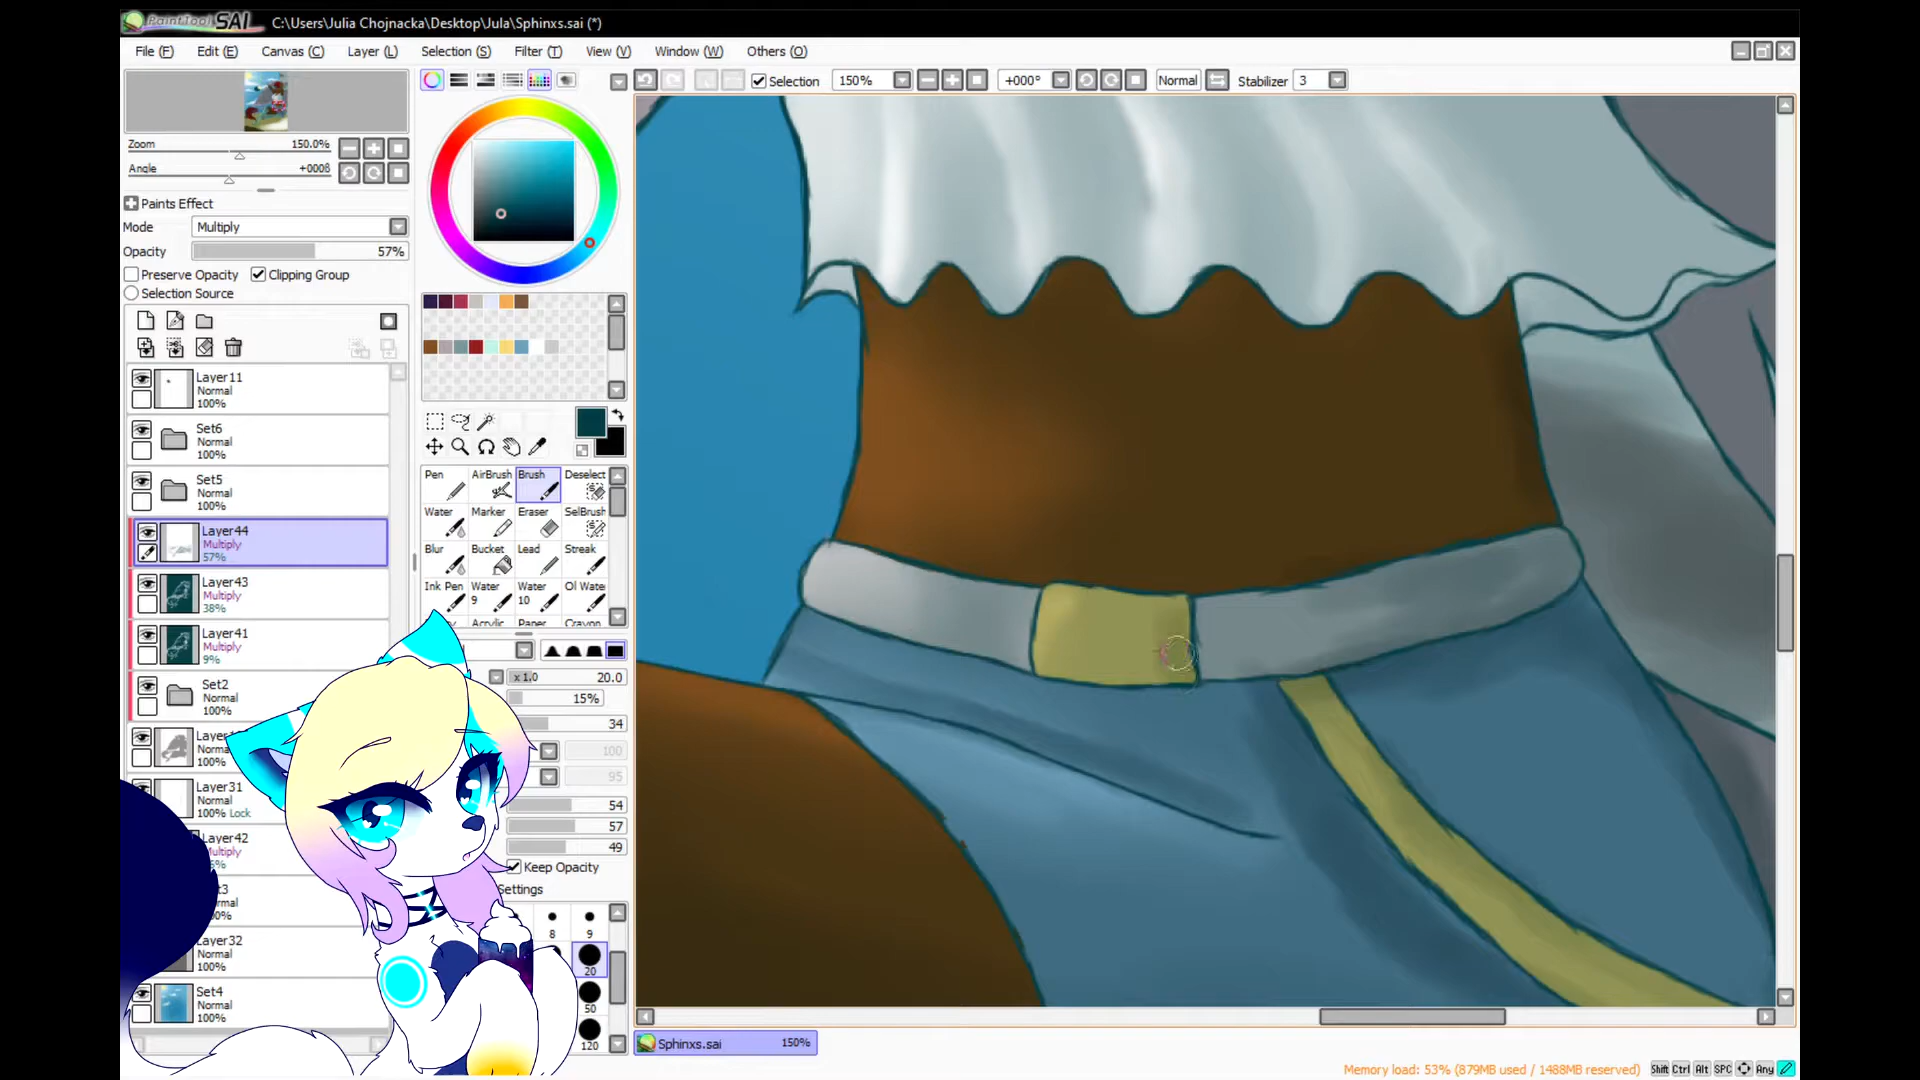 PaintTool SAI C:\Users\Julia Chojnacka\Desktop\Jula\Sphinxs.sai (*)
File (F) Edit (E) Canvas (C) Layer (L) Selection (S) Filter (T) View (V) Window (W) Others (O)
Selection 150% +000° Normal Stabilizer 3
Zoom 150.0%
Angle +000δ
Paints Effect
Mode Multiply
Opacity 57%
Preserve Opacity Clipping Group
Selection Source
Layer11
Normal
100%
Set6
Normal
100%
Set5
Normal
100%
Layer44
Multiply
57%
Layer43
Multiply
38%
Layer41
Multiply
9%
Set2
Normal
100%
Layer31
Normal
100% Lock
Layer32
100%
Set4
Normal
100%
Pen AirBrush Brush Deselect
Water Marker Eraser SelBrush
Blur Bucket Lead Streak
Ink Pen Water 9 Water 10 Oil Wate
Acrylic Paper Crayon
x 1.0 20.0
15%
34
100
95
54
57
49
Keep Opacity
Settings
8 9
20
50
120
Sphinxs.sai 150%
Memory load: 53% (879MB used / 1488MB reserved) Shift Ctrl Alt SPC Any